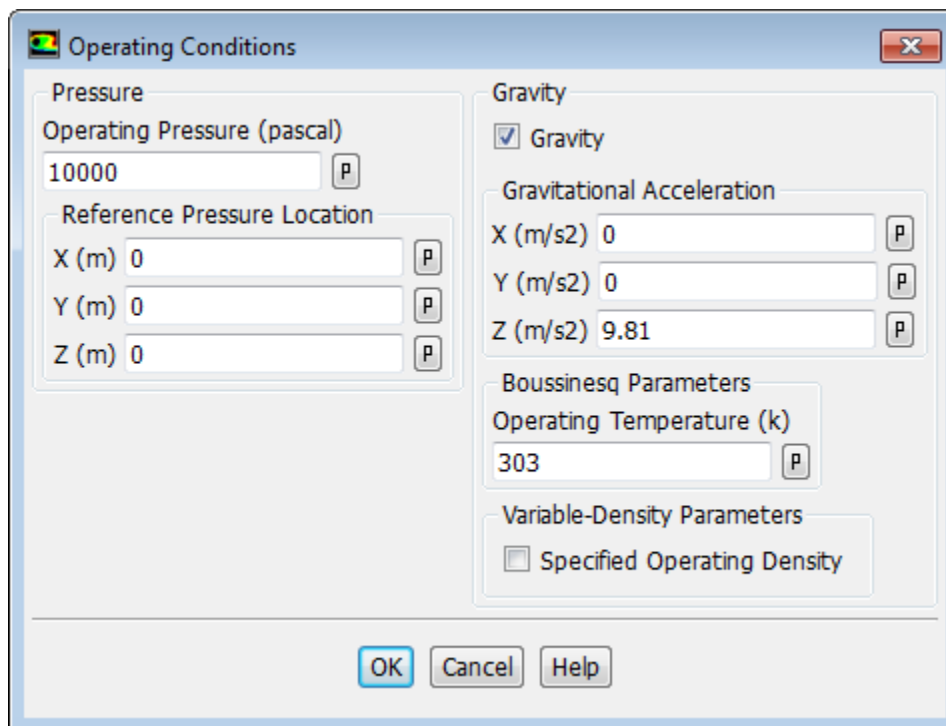 Operating Conditions
Pressure
Operating Pressure (pascal)
10000 P
Reference Pressure Location
X (m) 0 P
Y (m) 0 P
Z (m) 0 P
Gravity
Gravity
Gravitational Acceleration
X (m/s2) 0 P
Y (m/s2) 0 P
Z (m/s2) 9.81 P
Boussinesq Parameters
Operating Temperature (k)
303 P
Variable-Density Parameters
Specified Operating Density
OK Cancel Help